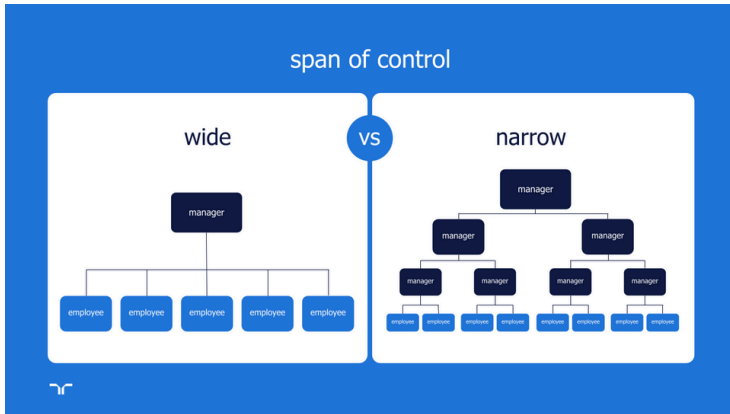 span of control
wide
vs
narrow
manager
employee employee employee employee employee
manager
manager manager
manager manager manager manager
employee employee employee employee employee employee employee employee